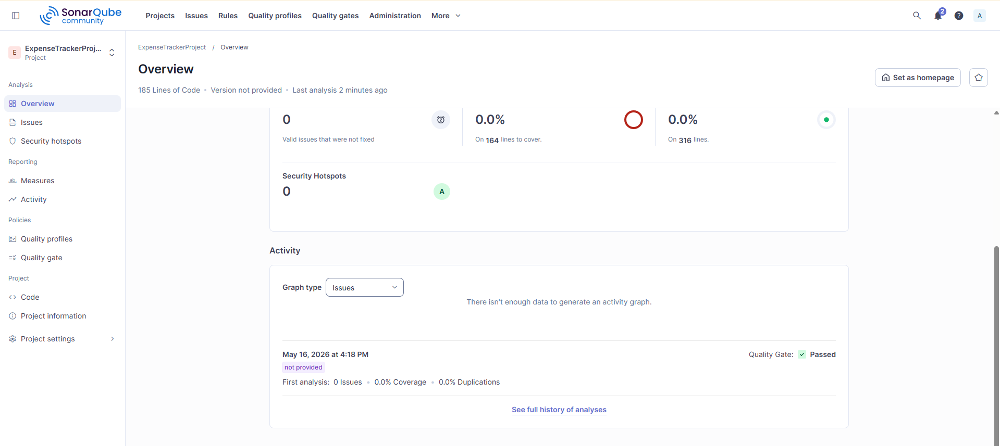 SonarQube
community
Projects Issues Rules Quality profiles Quality gates Administration More
2
?
A
E
ExpenseTrackerProj...
Project
Analysis
Overview
Issues
Security hotspots
Reporting
Measures
Activity
Policies
Quality profiles
Quality gate
Project
Code
Project information
Project settings
ExpenseTrackerProject / Overview
Overview
185 Lines of Code • Version not provided • Last analysis 2 minutes ago
Set as homepage
0
Valid issues that were not fixed
0.0%
On 164 lines to cover.
0.0%
On 316 lines.
Security Hotspots
0
A
Activity
Graph type Issues
There isn't enough data to generate an activity graph.
May 16, 2026 at 4:18 PM
Quality Gate: Passed
not provided
First analysis: 0 Issues • 0.0% Coverage • 0.0% Duplications
See full history of analyses